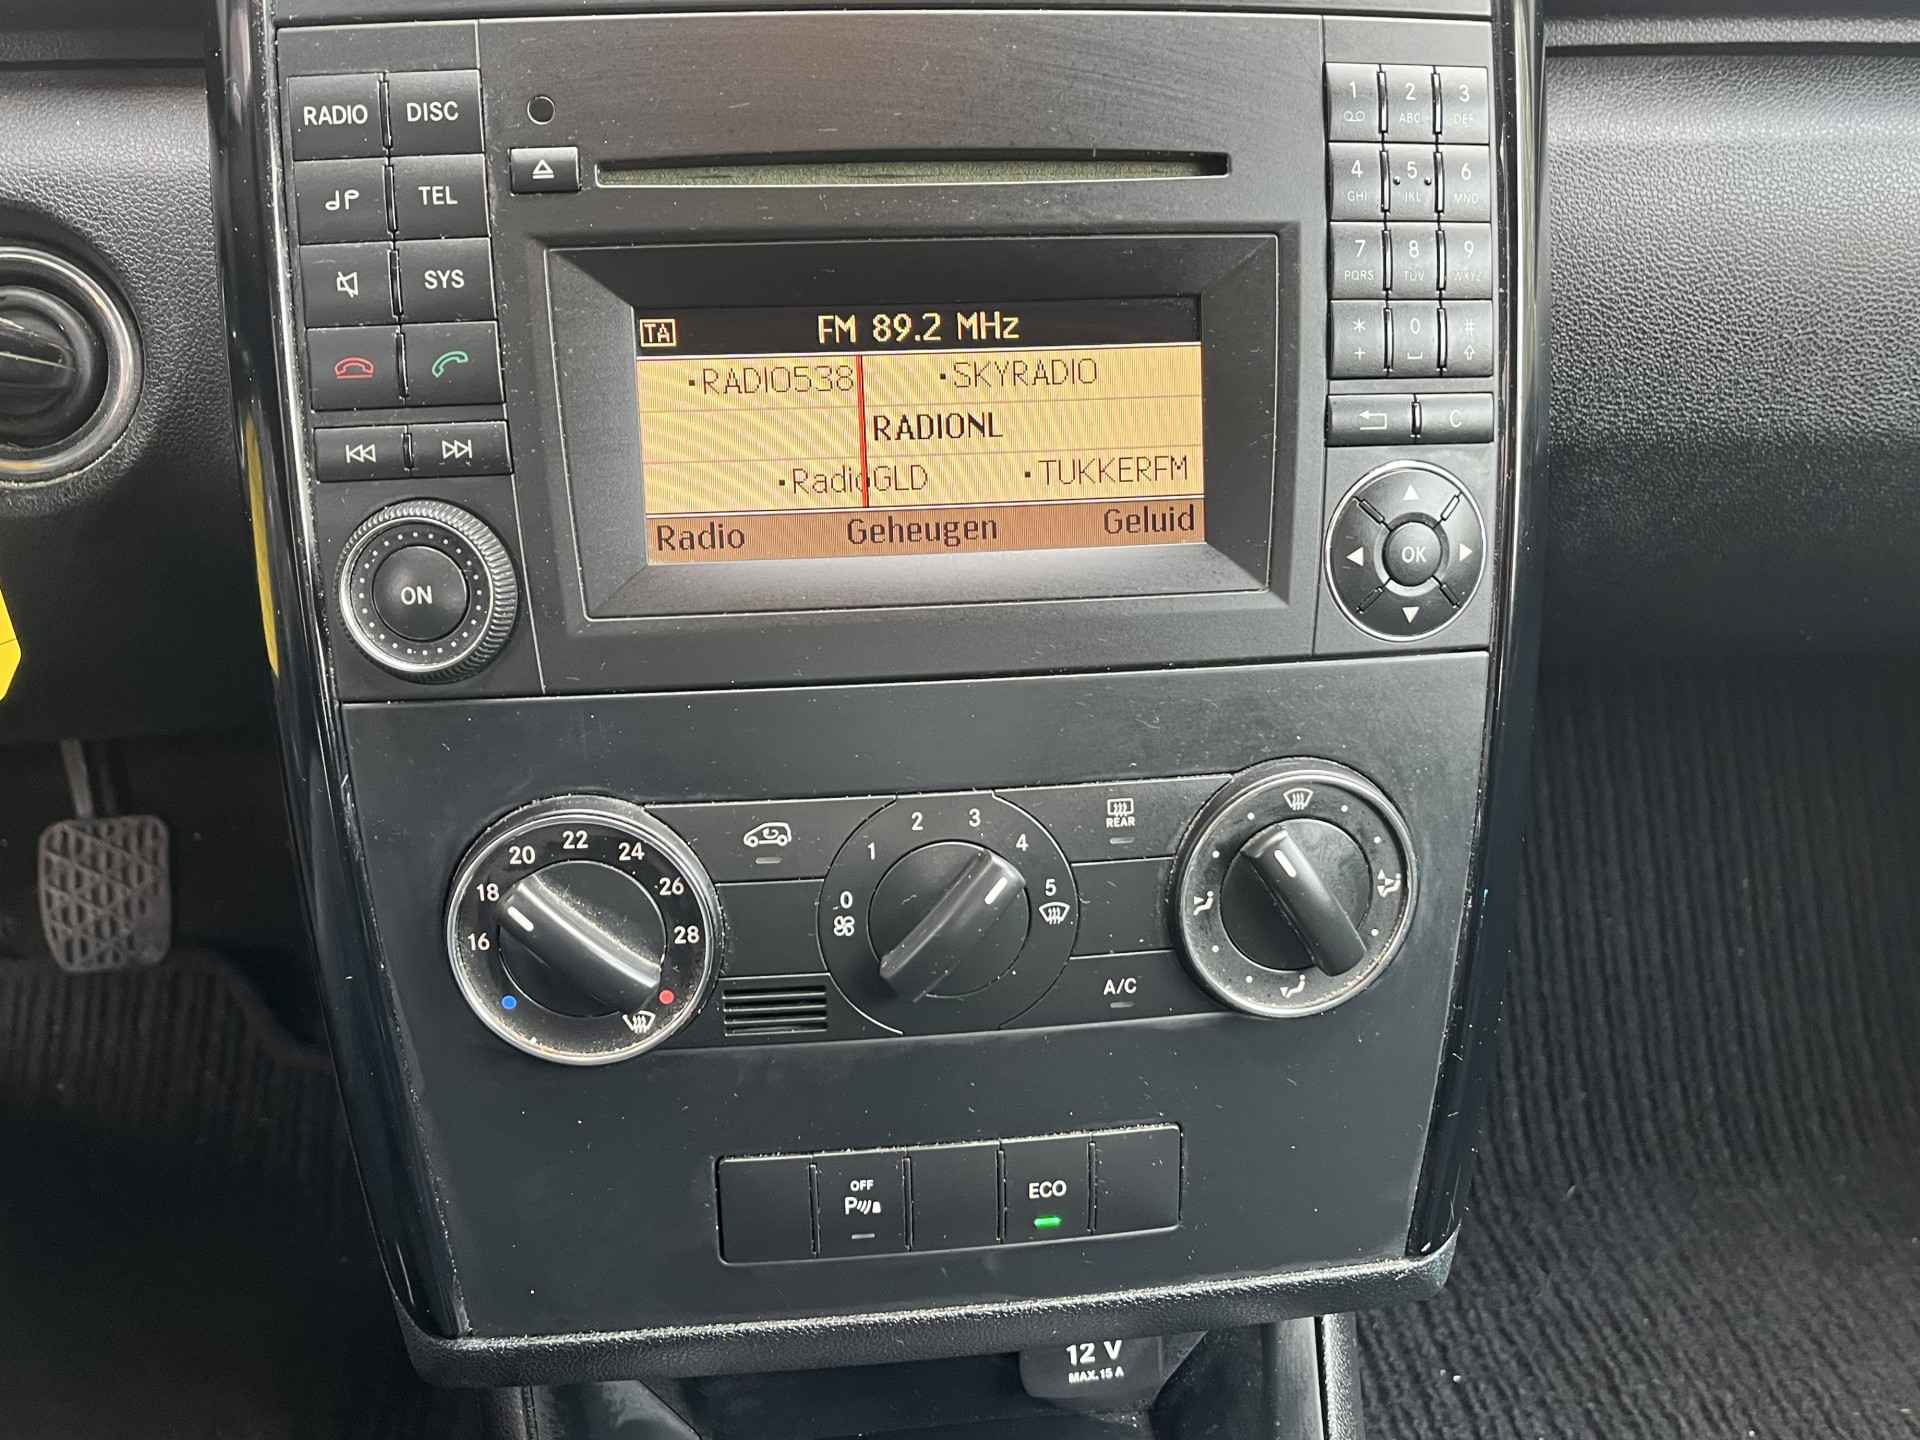 RADIO DISC
TEL
SYS
ON
TA FM 89.2 MHz
·RADIO538 ·SKYRADIO
RADIONL
·RadioGLD ·TUKKERFM
Radio Geheugen Geluid
1 2 3
ABC DEF
4 5 6
GHI JKL MNO
7 8 9
PQRS TUV WXYZ
* 0 #
+
C
OK
16 18 20 22 24 26 28
0 1 2 3 4 5
REAR
A/C
OFF
P
ECO
12 V
MAX. 15 A